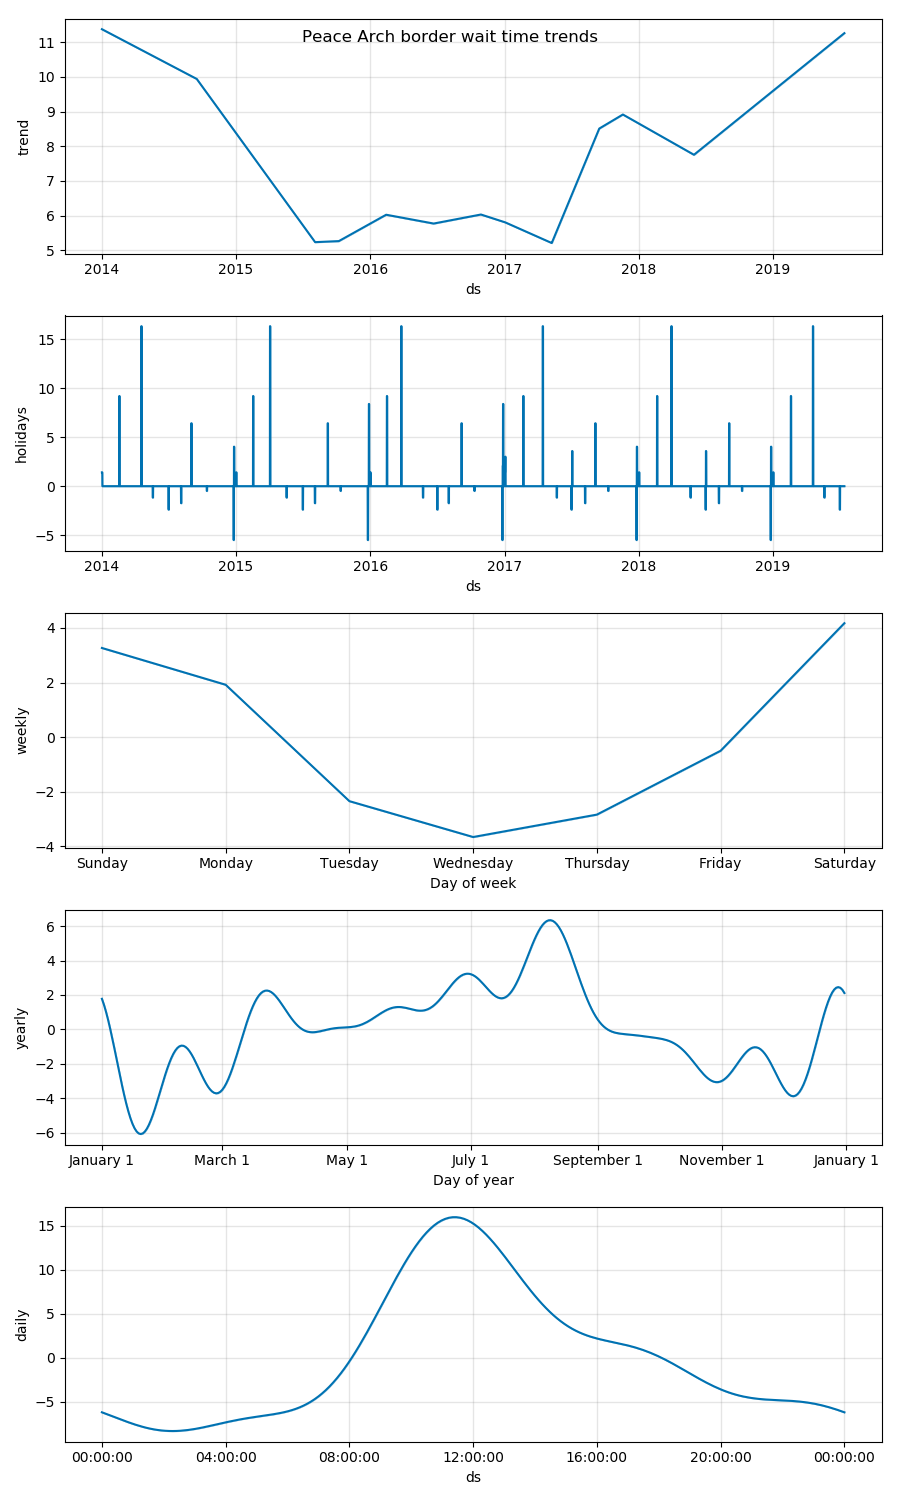 Peace Arch border wait time trends
11
10
9
8
7
6
5
trend
2014 2015 2016 2017 2018 2019
ds
15
10
5
0
−5
holidays
2014 2015 2016 2017 2018 2019
ds
4
2
0
−2
−4
weekly
Sunday Monday Tuesday Wednesday Thursday Friday Saturday
Day of week
6
4
2
0
−2
−4
−6
yearly
January 1 March 1 May 1 July 1 September 1 November 1 January 1
Day of year
15
10
5
0
−5
daily
00:00:00 04:00:00 08:00:00 12:00:00 16:00:00 20:00:00 00:00:00
ds